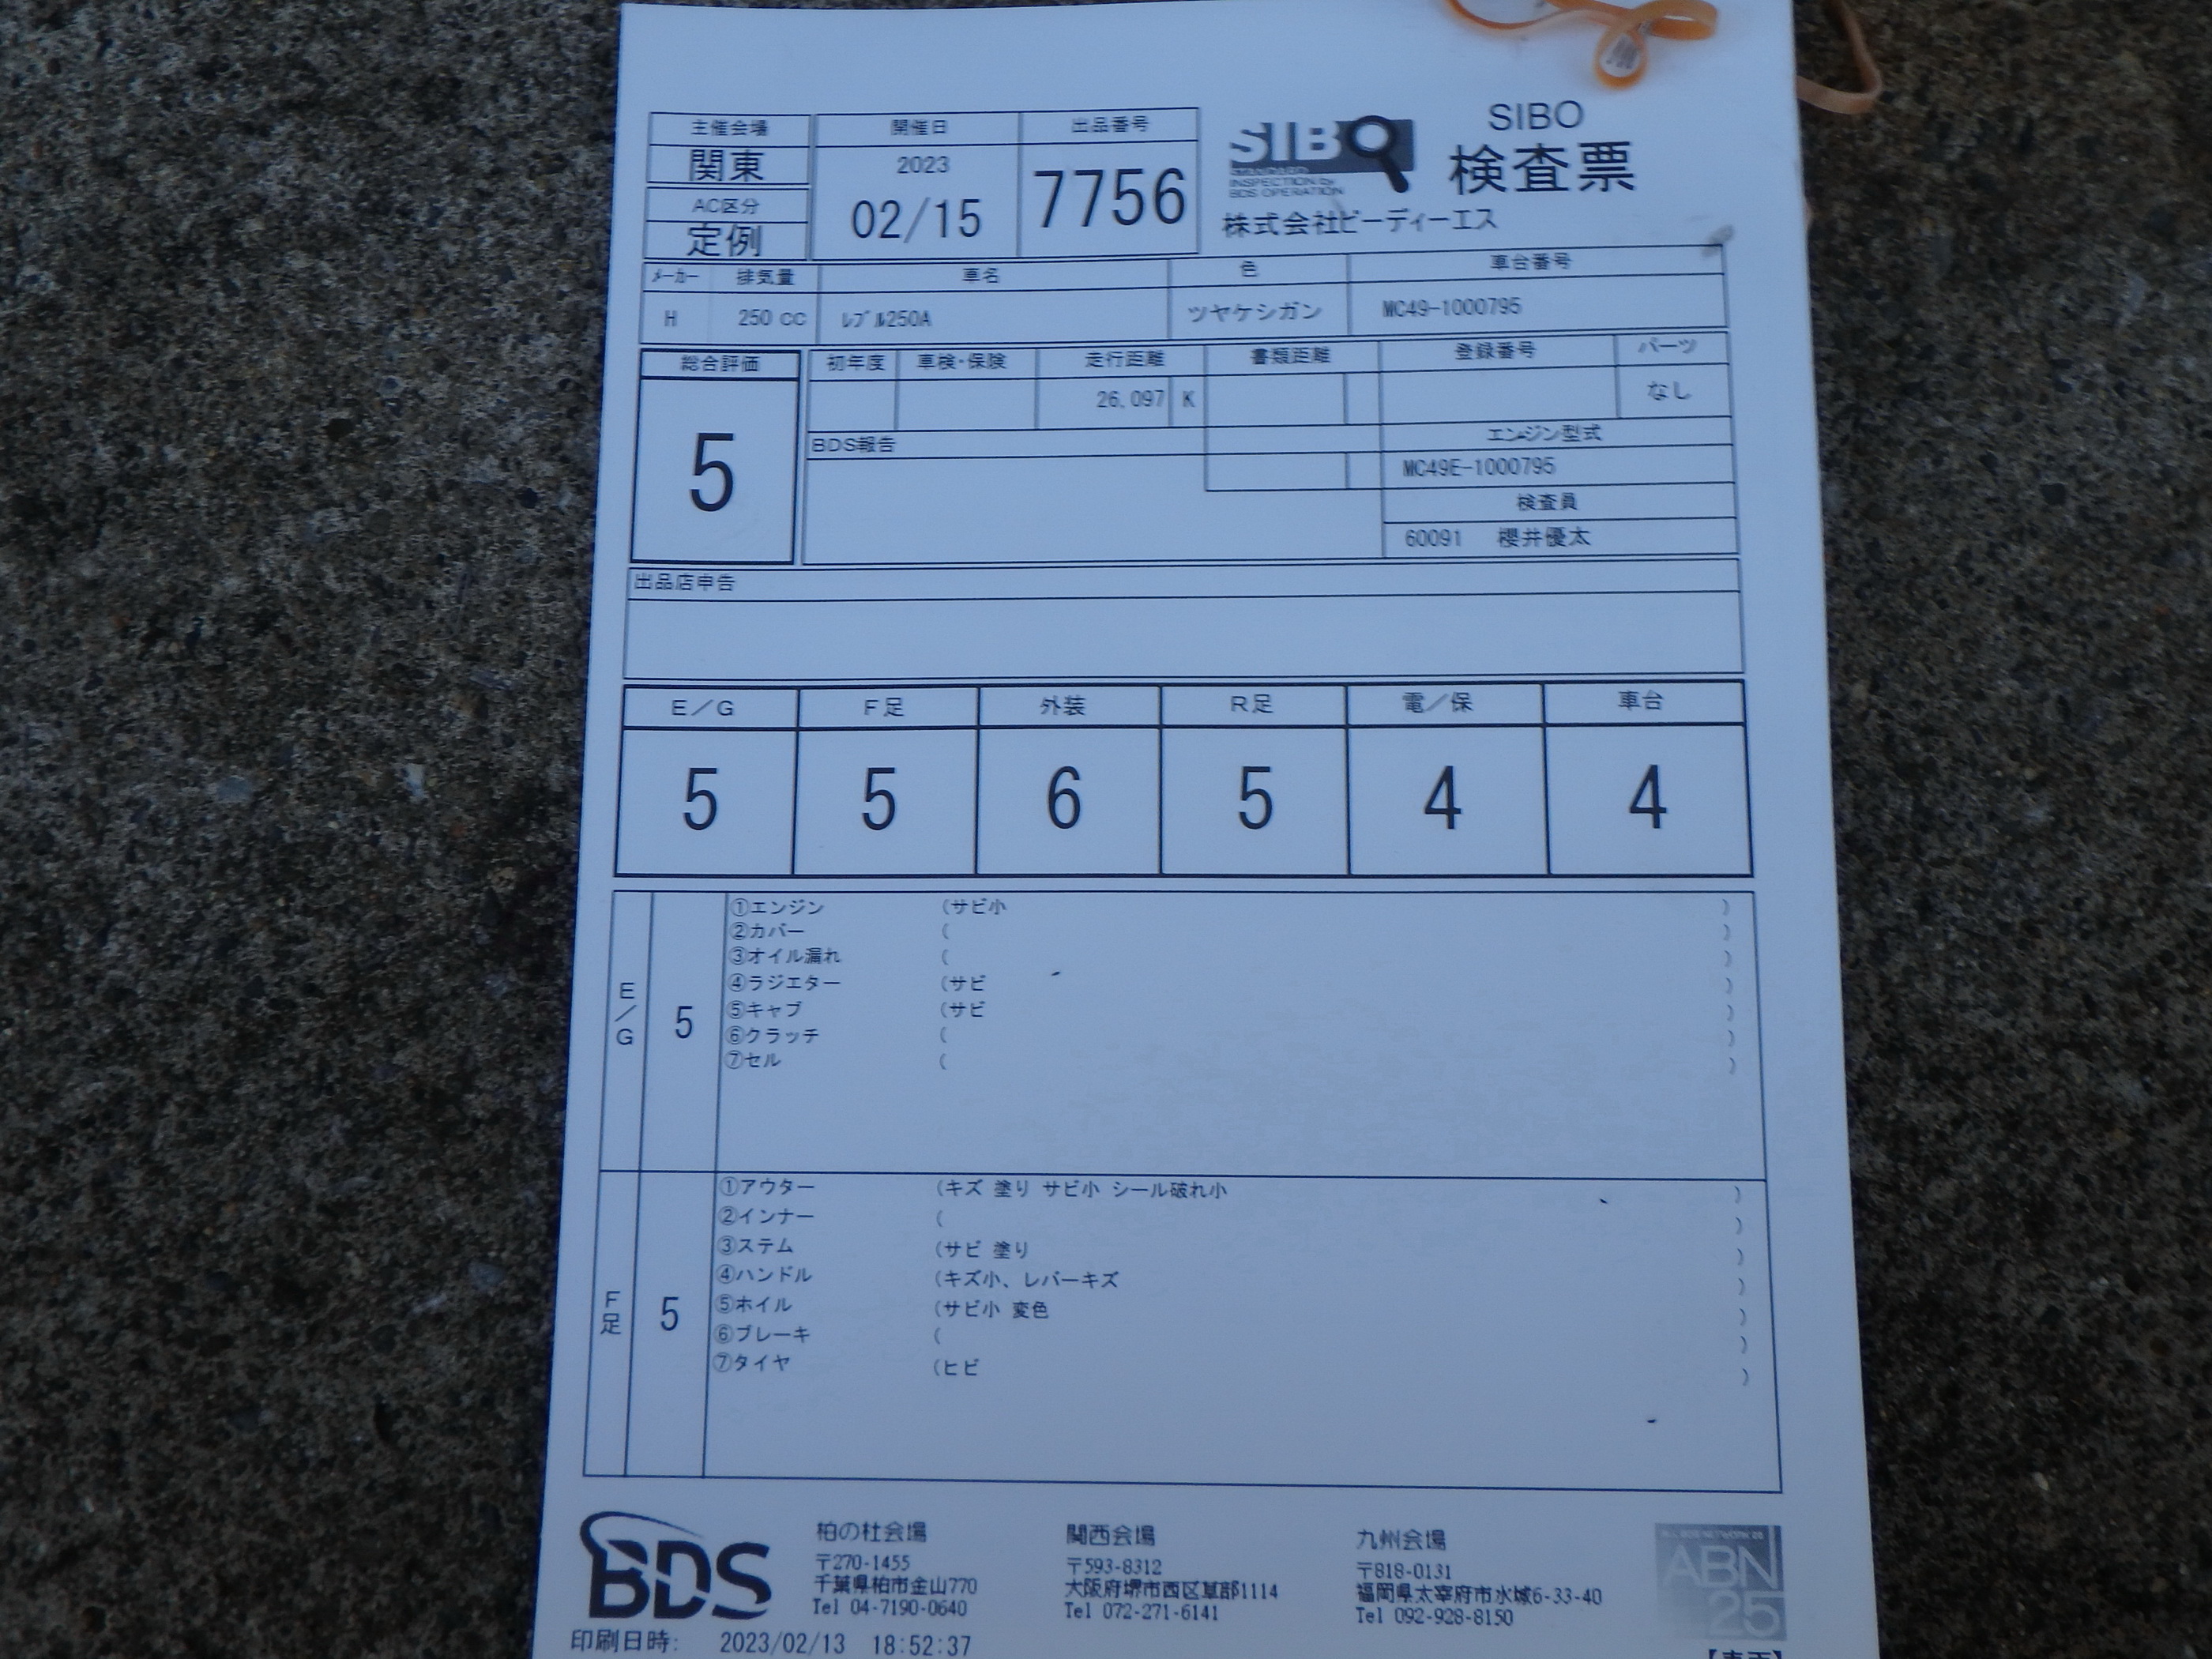 主催会場 開催日 出品番号
関東 2023 02/15 7756
AC区分
定例
SIBO
STANDARD
INSPECTION by
BDS OPERATION
SIBO
検査票
株式会社ビーディーエス
メーカー 排気量 車名 色 車台番号
H 250 cc レブル250A ツヤケシガン MC49-1000795
総合評価 初年度 車検・保険 走行距離 書類距離 登録番号 パーツ
5 26,097 K なし
BDS報告 エンジン型式
MC49E-1000795
検査員
60091 櫻井優太
出品店申告
E/G F足 外装 R足 電/保 車台
5 5 6 5 4 4
E/G 5
①エンジン (サビ小 )
②カバー ( )
③オイル漏れ ( )
④ラジエター (サビ )
⑤キャブ (サビ )
⑥クラッチ ( )
⑦セル ( )
F足 5
①アウター (キズ 塗り サビ小 シール破れ小 )
②インナー ( )
③ステム (サビ 塗り )
④ハンドル (キズ小、レバーキズ )
⑤ホイル (サビ小 変色 )
⑥ブレーキ ( )
⑦タイヤ (ヒビ )
BDS
柏の杜会場
〒270-1455
千葉県柏市金山770
Tel 04-7190-0640
関西会場
〒593-8312
大阪府堺市西区草部1114
Tel 072-271-6141
九州会場
〒818-0131
福岡県太宰府市水城6-33-40
Tel 092-928-8150
ABN
25
印刷日時: 2023/02/13 18:52:37